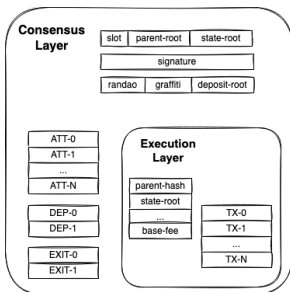 Consensus
Layer
slot parent-root state-root
signature
randao graffiti deposit-root
ATT-0
ATT-1
...
ATT-N
DEP-0
DEP-1
EXIT-0
EXIT-1
Execution
Layer
parent-hash
state-root
...
base-fee
TX-0
TX-1
...
TX-N